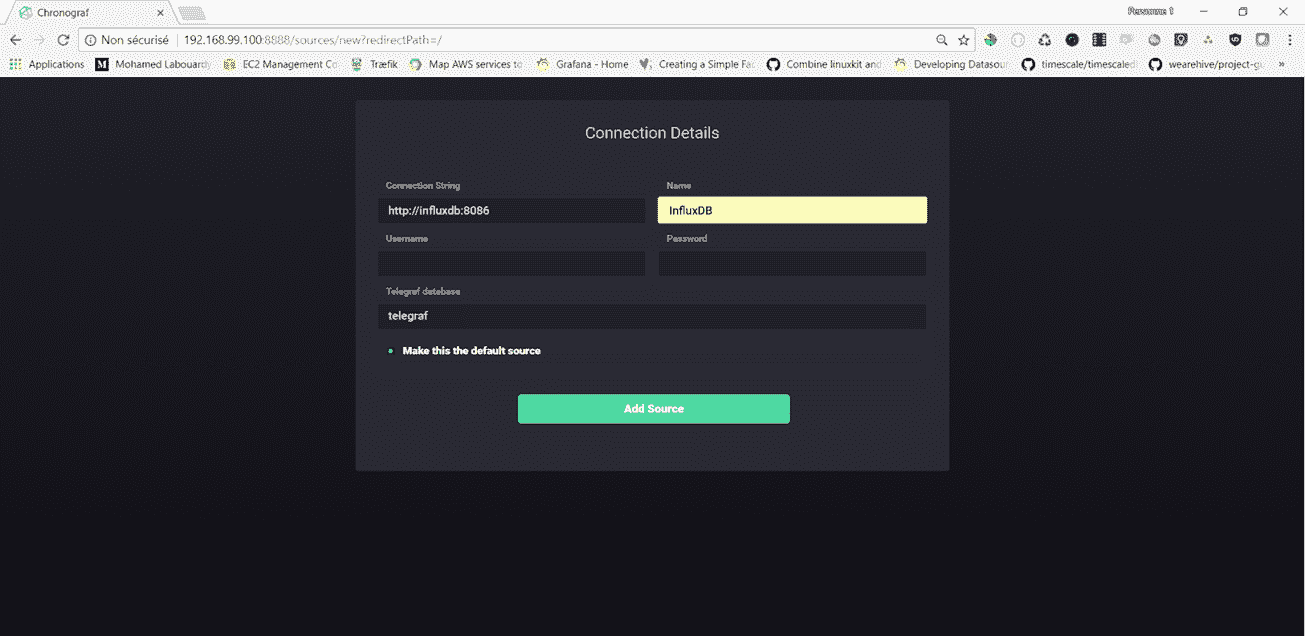 Chronograf
Personne 1
Non sécurisé 192.168.99.100:8888/sources/new?redirectPath=/
Applications M Mohamed Labouardy EC2 Management Co Træfik Map AWS services to Grafana - Home Creating a Simple Fac Combine linuxkit and Developing Datasour timescale/timescaled wearehive/project-gu »
Connection Details
Connection String Name
http://influxdb:8086 InfluxDB
Username Password
Telegraf database
telegraf
Make this the default source
Add Source